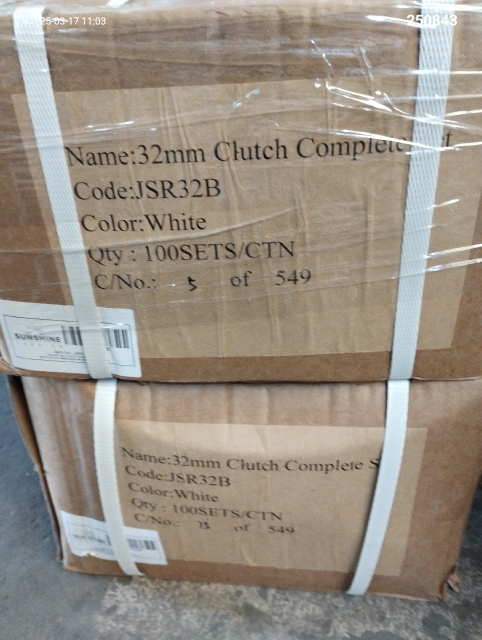 25-03-17 11:03
250843
Name:32mm Clutch Complete
Code:JSR32B
Color:White
Qty : 100SETS/CTN
C/No.: 5 of 549
SUNSHINE
Name:32mm Clutch Complete S
Code:JSR32B
Color:White
Qty : 100SETS/CTN
C/No.: of 549